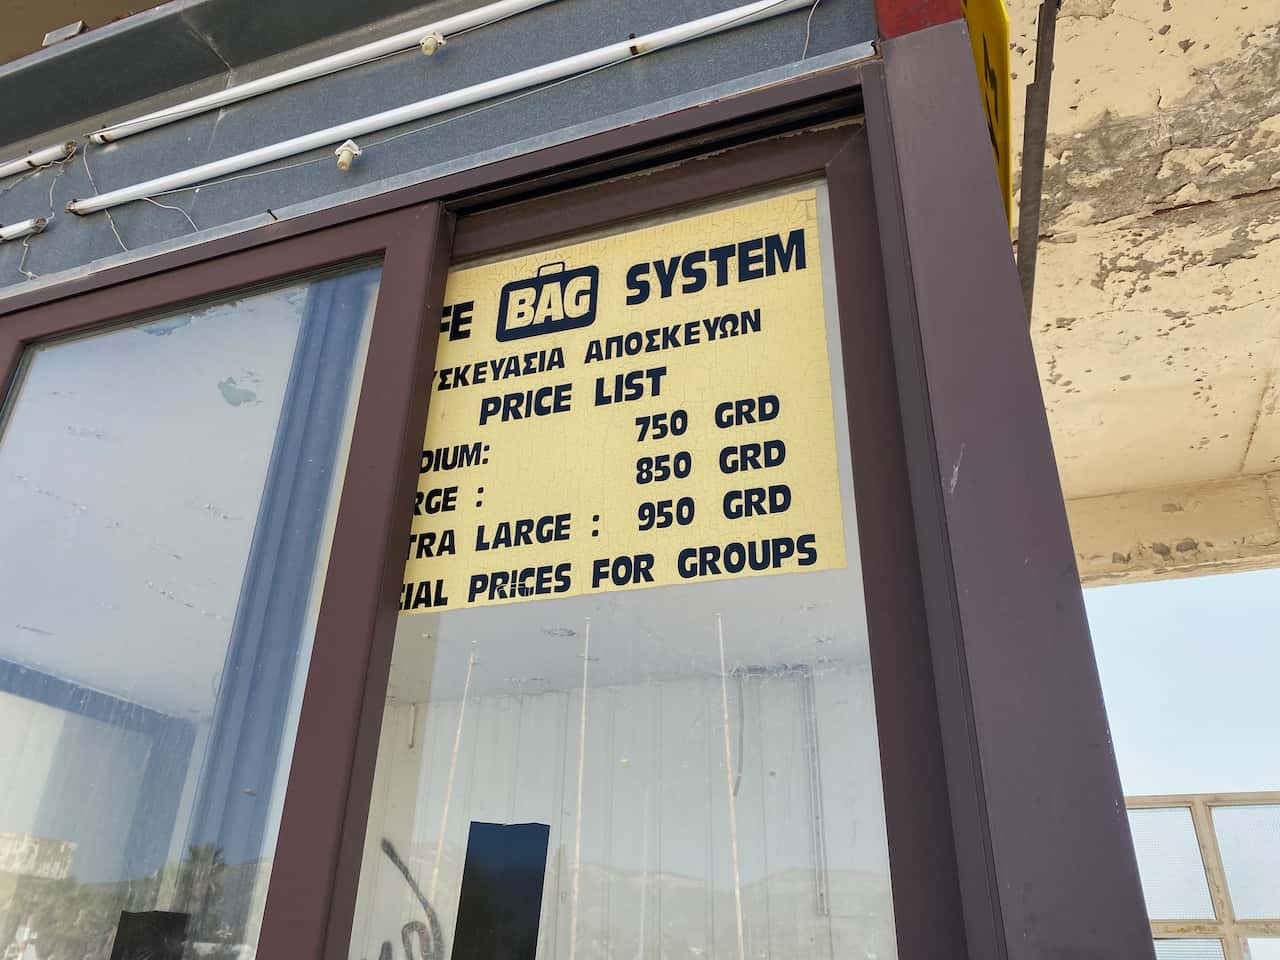 FE BAG SYSTEM
ΥΣΚΕΥΑΣΙΑ ΑΠΟΣΚΕΥΩΝ
PRICE LIST
DIUM: 750 GRD
RGE : 850 GRD
TRA LARGE : 950 GRD
CIAL PRICES FOR GROUPS